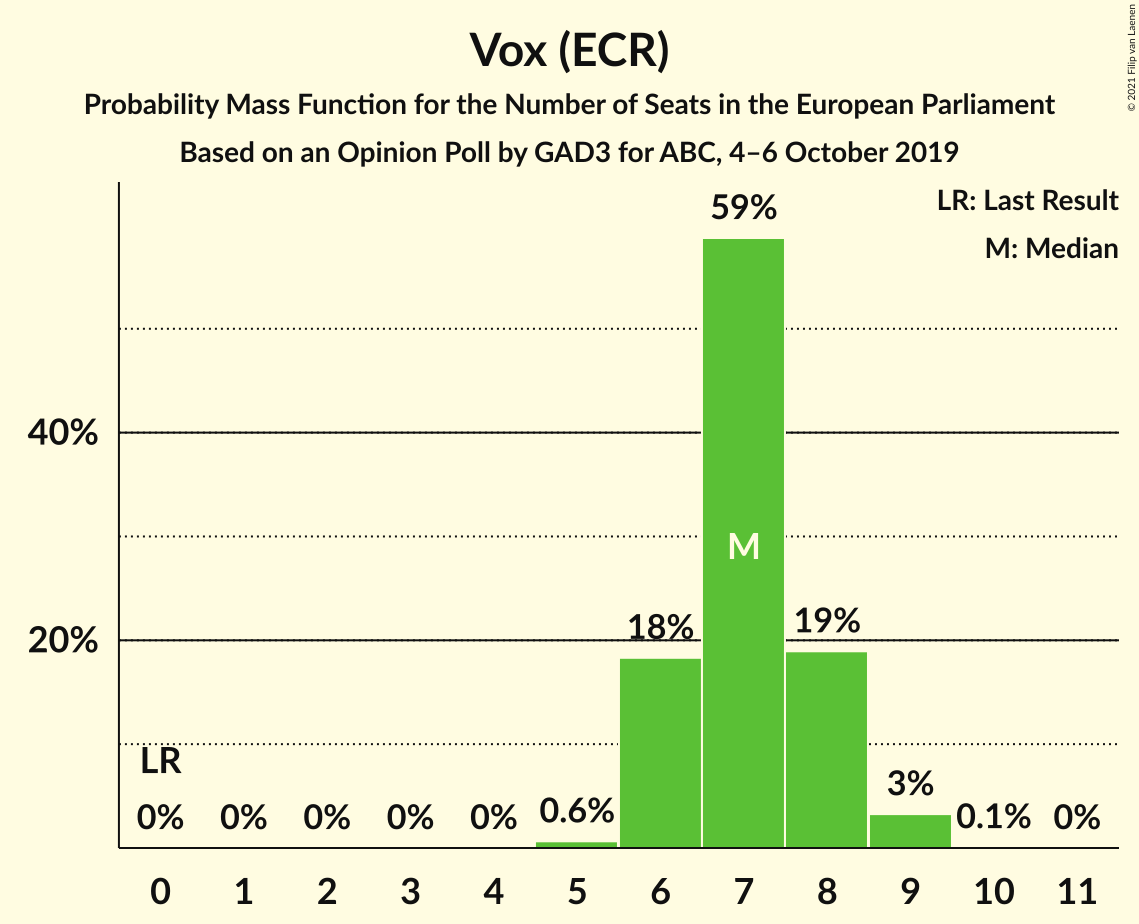 Vox (ECR)
Probability Mass Function for the Number of Seats in the European Parliament
Based on an Opinion Poll by GAD3 for ABC, 4–6 October 2019
© 2021 Filip van Laenen
LR: Last Result
M: Median
59%
40%
M
20%
18%
19%
LR
0%
0%
0%
0%
0%
0.6%
3%
0.1%
0%
0 1 2 3 4 5 6 7 8 9 10 11